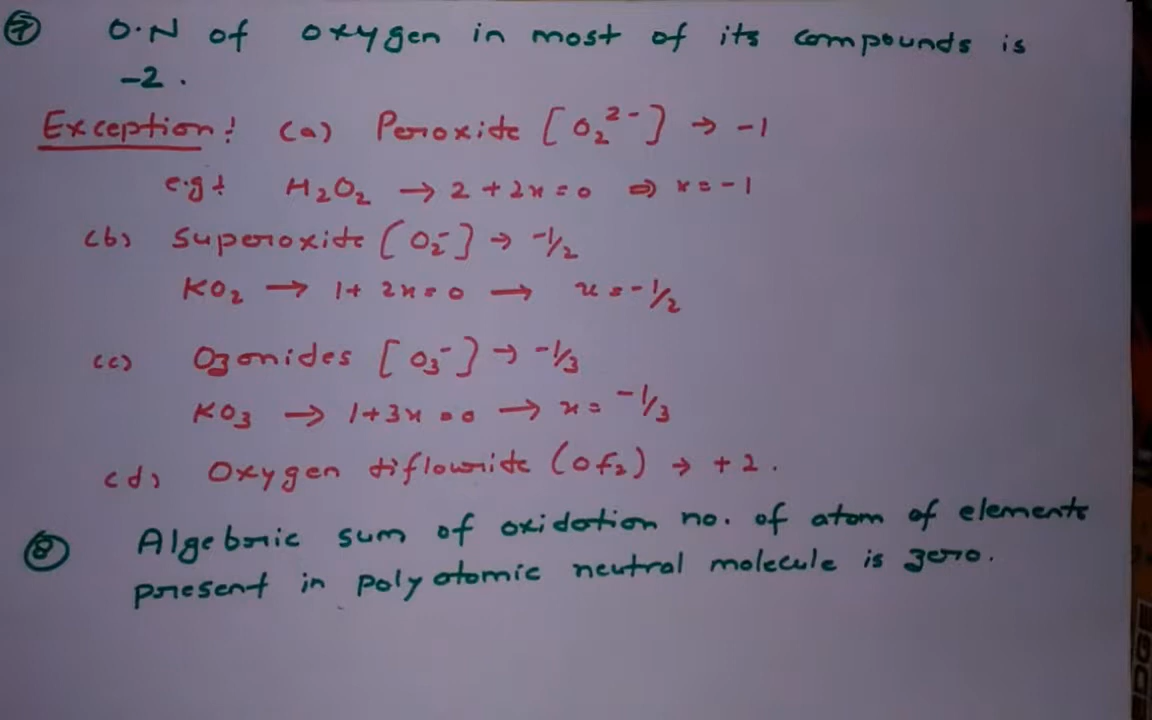 ⑦ O.N of oxygen in most of its compounds is
-2.
Exception: (a) Peroxide [O₂²⁻] → -1
e.g: H₂O₂ → 2 + 2x = 0 ⇒ x = -1
(b) Superoxide [O₂⁻] → -1/2
KO₂ → 1 + 2x = 0 → x = -1/2
(c) Ozonides [O₃⁻] → -1/3
KO₃ → 1 + 3x = 0 → x = -1/3
(d) Oxygen diflouride (OF₂) → +2.
⑧ Algebric sum of oxidation no. of atom of elements
present in polyatomic neutral molecule is zero.
EDGE